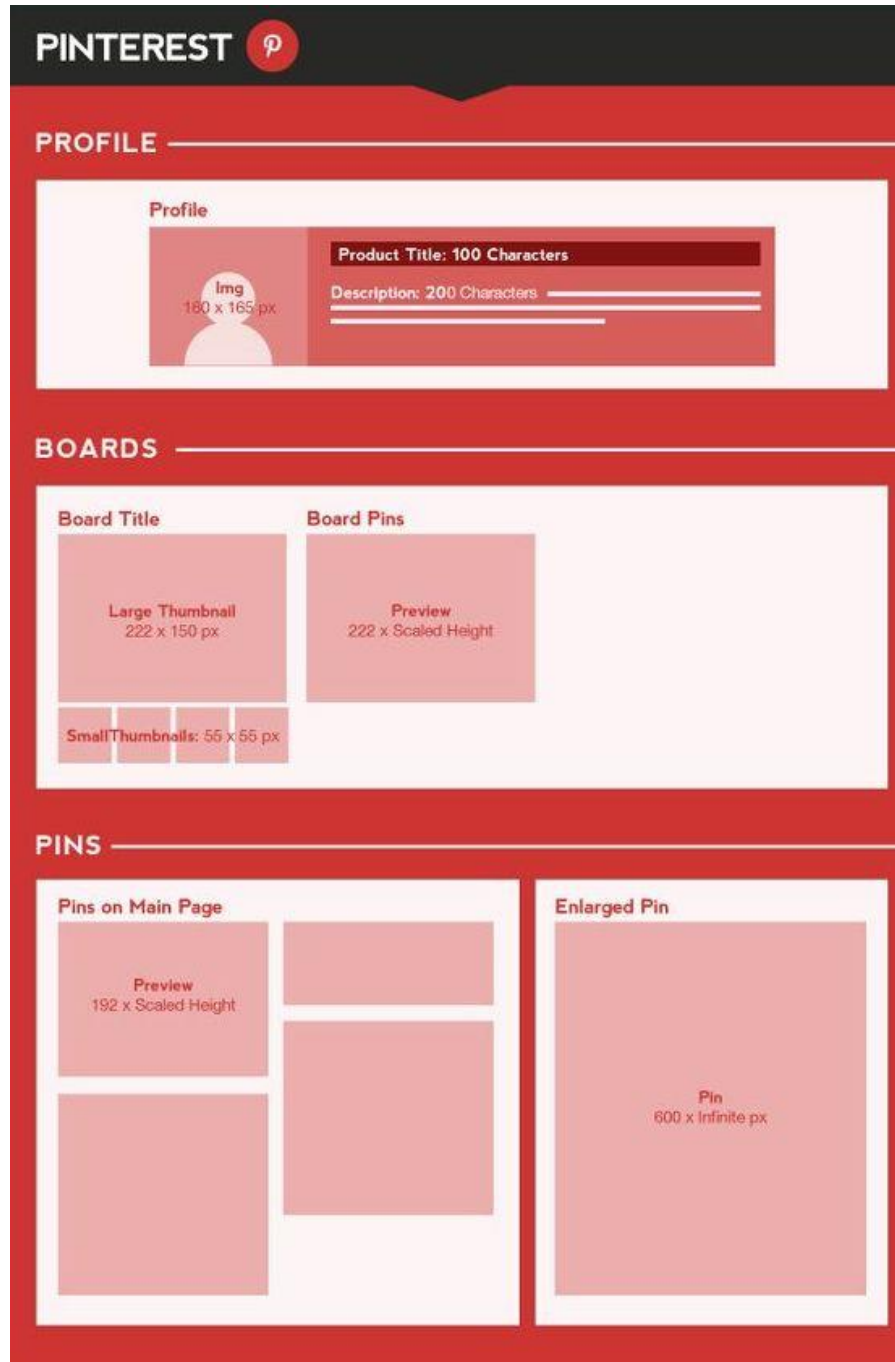 PINTEREST
PROFILE
Profile
Img
180 x 165 px
Product Title: 100 Characters
Description: 200 Characters
BOARDS
Board Title
Large Thumbnail
222 x 150 px
SmallThumbnails: 55 x 55 px
Board Pins
Preview
222 x Scaled Height
PINS
Pins on Main Page
Preview
192 x Scaled Height
Enlarged Pin
Pin
600 x Infinite px